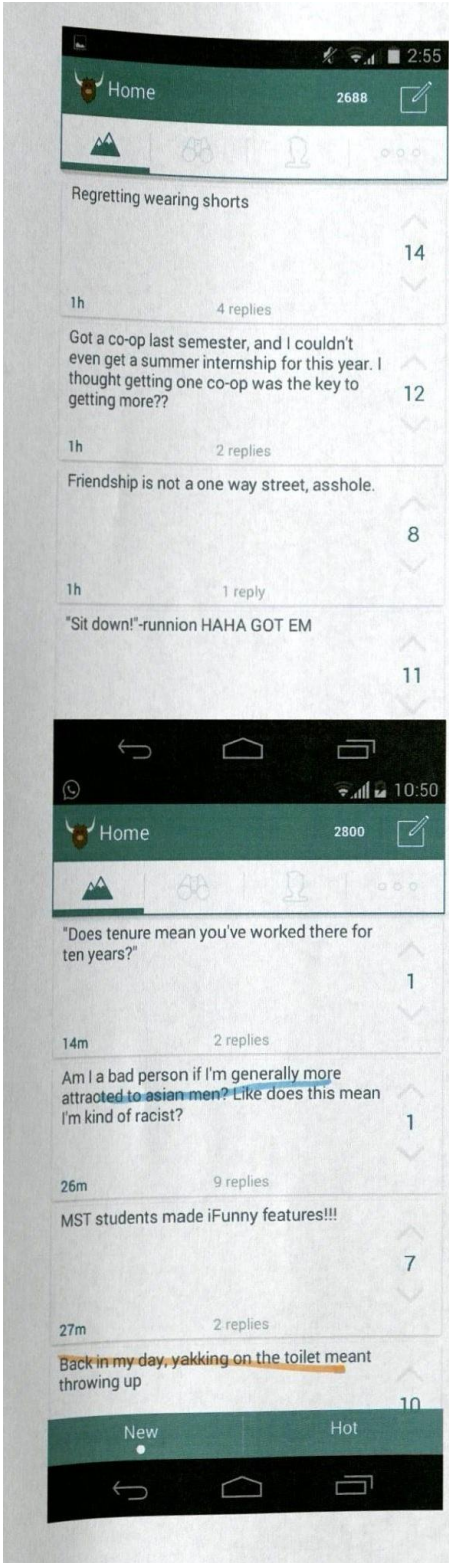 2:55
Home
2688
Regretting wearing shorts
14
1h
4 replies
Got a co-op last semester, and I couldn't
even get a summer internship for this year. I
thought getting one co-op was the key to
getting more??
12
1h
2 replies
Friendship is not a one way street, asshole.
8
1h
1 reply
"Sit down!"-runnion HAHA GOT EM
11
10:50
Home
2800
"Does tenure mean you've worked there for
ten years?"
1
14m
2 replies
Am I a bad person if I'm generally more
attracted to asian men? Like does this mean
I'm kind of racist?
1
26m
9 replies
MST students made iFunny features!!!
7
27m
2 replies
Back in my day, yakking on the toilet meant
throwing up
10
New
Hot